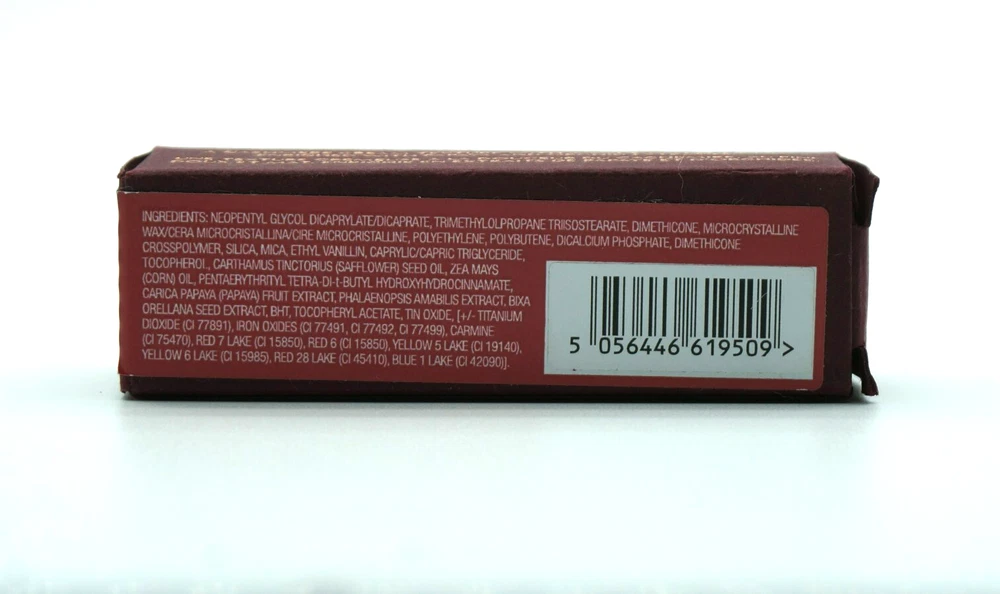 INGREDIENTS: NEOPENTYL GLYCOL DICAPRYLATE/DICAPRATE, TRIMETHYLOLPROPANE TRIISOSTEARATE, DIMETHICONE, MICROCRYSTALLINE
WAX/CERA MICROCRISTALLINA/CIRE MICROCRISTALLINE, POLYETHYLENE, POLYBUTENE, DICALCIUM PHOSPHATE, DIMETHICONE
CROSSPOLYMER, SILICA, MICA, ETHYL VANILLIN, CAPRYLIC/CAPRIC TRIGLYCERIDE,
TOCOPHEROL, CARTHAMUS TINCTORIUS (SAFFLOWER) SEED OIL, ZEA MAYS
(CORN) OIL, PENTAERYTHRITYL TETRA-DI-t-BUTYL HYDROXYHYDROCINNAMATE,
CARICA PAPAYA (PAPAYA) FRUIT EXTRACT, PHALAENOPSIS AMABILIS EXTRACT, BIXA
ORELLANA SEED EXTRACT, BHT, TOCOPHERYL ACETATE, TIN OXIDE, [+/- TITANIUM
DIOXIDE (CI 77891), IRON OXIDES (CI 77491, CI 77492, CI 77499), CARMINE
(CI 75470), RED 7 LAKE (CI 15850), RED 6 (CI 15850), YELLOW 5 LAKE (CI 19140),
YELLOW 6 LAKE (CI 15985), RED 28 LAKE (CI 45410), BLUE 1 LAKE (CI 42090)].
5 056446 619509 >